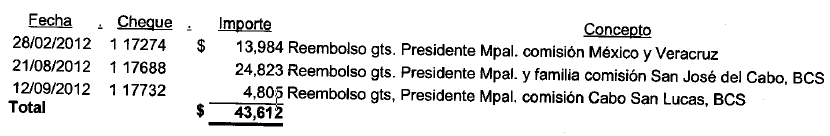 Fecha . Cheque . Importe Concepto
28/02/2012 1 17274 $ 13,984 Reembolso gts. Presidente Mpal. comisión México y Veracruz
21/08/2012 1 17688 24,823 Reembolso gts. Presidente Mpal. y familia comisión San José del Cabo, BCS
12/09/2012 1 17732 4,805 Reembolso gts, Presidente Mpal. comisión Cabo San Lucas, BCS
Total $ 43,612